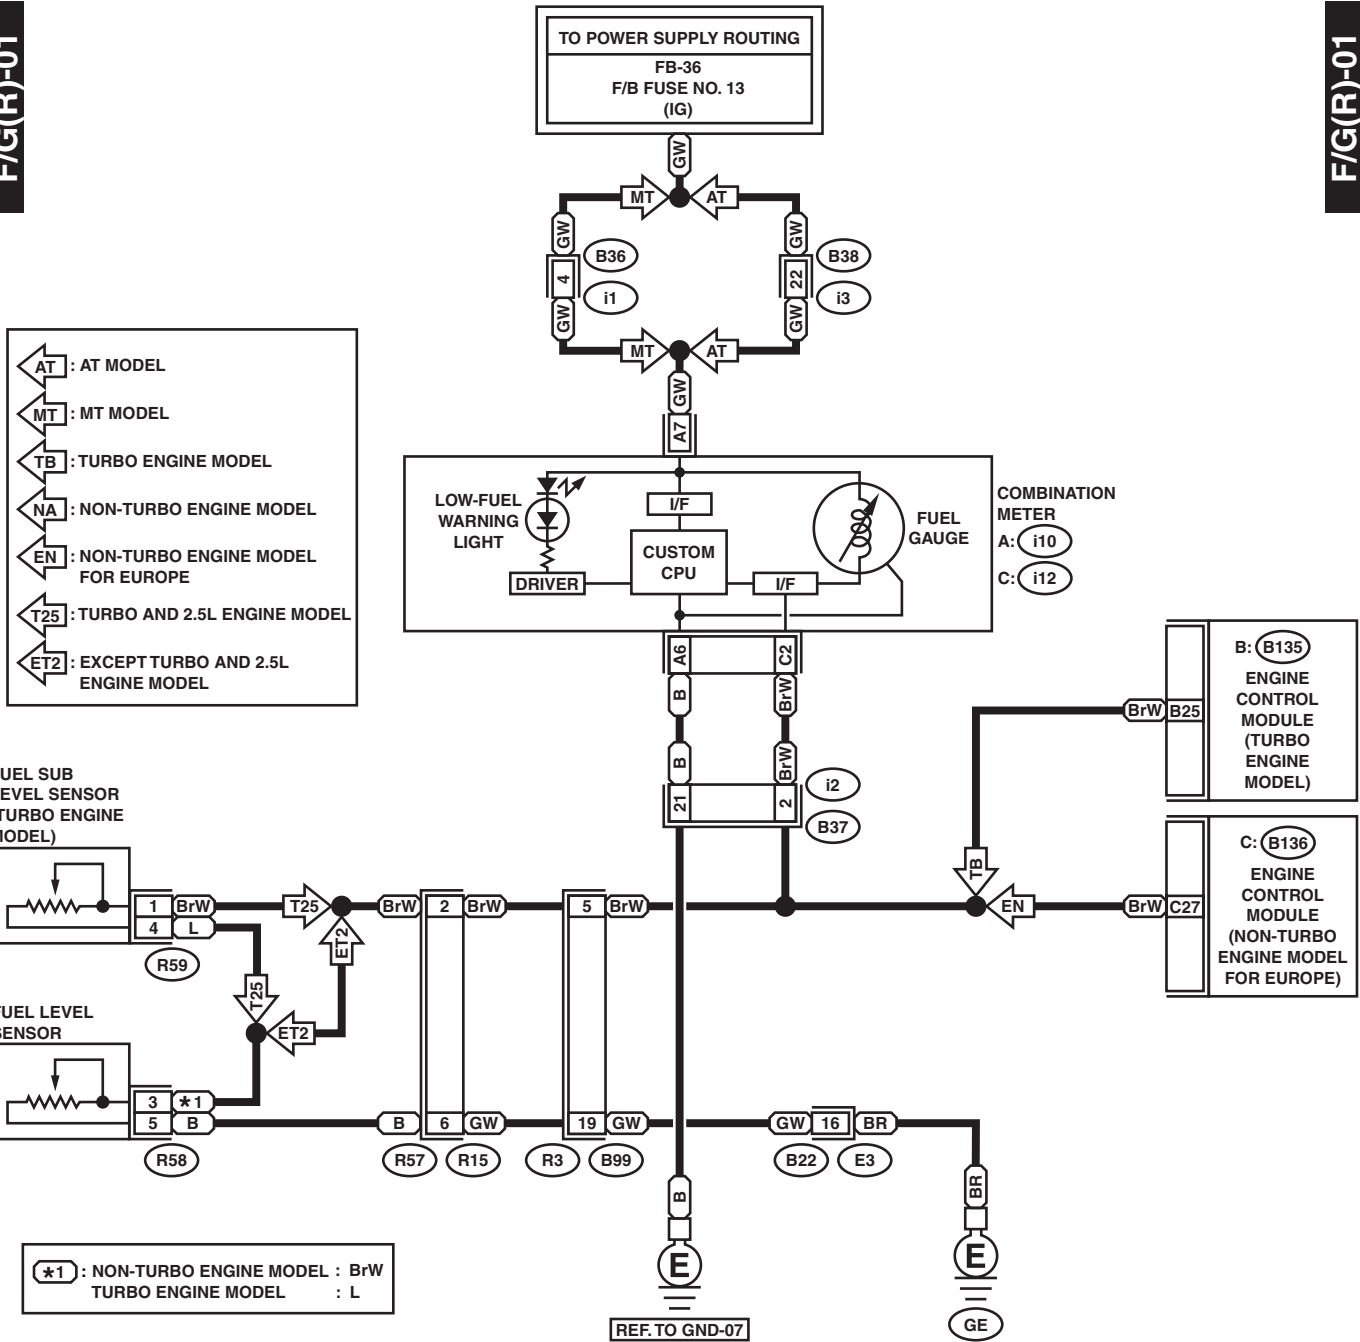 F/G(R)-01
F/G(R)-01
TO POWER SUPPLY ROUTING
FB-36
F/B FUSE NO. 13
(IG)
GW
MT
AT
GW
GW
B36
B38
4
22
i1
i3
GW
GW
MT
AT
GW
A7
AT : AT MODEL
MT : MT MODEL
TB : TURBO ENGINE MODEL
NA : NON-TURBO ENGINE MODEL
EN : NON-TURBO ENGINE MODEL
FOR EUROPE
T25 : TURBO AND 2.5L ENGINE MODEL
ET2 : EXCEPT TURBO AND 2.5L
ENGINE MODEL
LOW-FUEL
WARNING
LIGHT
I/F
CUSTOM
CPU
DRIVER
I/F
FUEL
GAUGE
COMBINATION
METER
A: i10
C: i12
A6
C2
B
BrW
B
BrW
21
2
i2
B37
BrW
B25
B: B135
ENGINE
CONTROL
MODULE
(TURBO
ENGINE
MODEL)
TB
EN
BrW
C27
C: B136
ENGINE
CONTROL
MODULE
(NON-TURBO
ENGINE MODEL
FOR EUROPE)
UEL SUB
EVEL SENSOR
TURBO ENGINE
MODEL)
1 BrW
4 L
R59
T25
BrW
2
BrW
5
BrW
ET2
T25
ET2
UEL LEVEL
SENSOR
3 *1
5 B
R58
B
6
GW
19
GW
GW
16
BR
R57
R15
R3
B99
B22
E3
B
BR
E
E
REF. TO GND-07
GE
*1 : NON-TURBO ENGINE MODEL : BrW
TURBO ENGINE MODEL : L